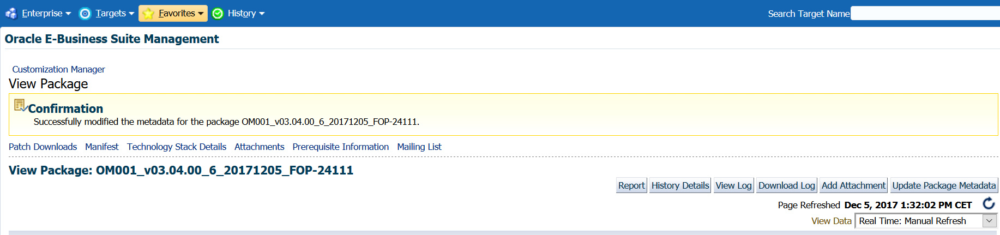 Enterprise Targets Favorites History Search Target Name
Oracle E-Business Suite Management
Customization Manager
View Package
Confirmation
Successfully modified the metadata for the package OM001_v03.04.00_6_20171205_FOP-24111.
Patch Downloads Manifest Technology Stack Details Attachments Prerequisite Information Mailing List
View Package: OM001_v03.04.00_6_20171205_FOP-24111
Report History Details View Log Download Log Add Attachment Update Package Metadata
Page Refreshed Dec 5, 2017 1:32:02 PM CET
View Data Real Time: Manual Refresh